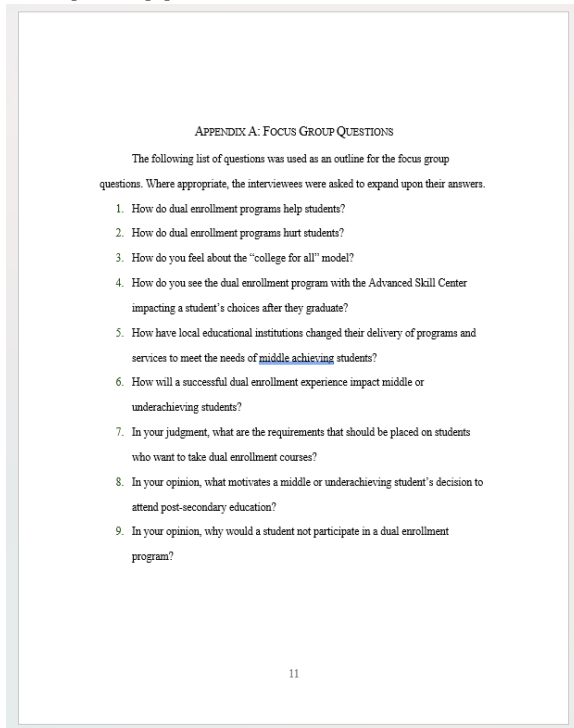 APPENDIX A: FOCUS GROUP QUESTIONS
The following list of questions was used as an outline for the focus group
questions. Where appropriate, the interviewees were asked to expand upon their answers.
1. How do dual enrollment programs help students?
2. How do dual enrollment programs hurt students?
3. How do you feel about the “college for all” model?
4. How do you see the dual enrollment program with the Advanced Skill Center
impacting a student’s choices after they graduate?
5. How have local educational institutions changed their delivery of programs and
services to meet the needs of middle achieving students?
6. How will a successful dual enrollment experience impact middle or
underachieving students?
7. In your judgment, what are the requirements that should be placed on students
who want to take dual enrollment courses?
8. In your opinion, what motivates a middle or underachieving student’s decision to
attend post-secondary education?
9. In your opinion, why would a student not participate in a dual enrollment
program?
11